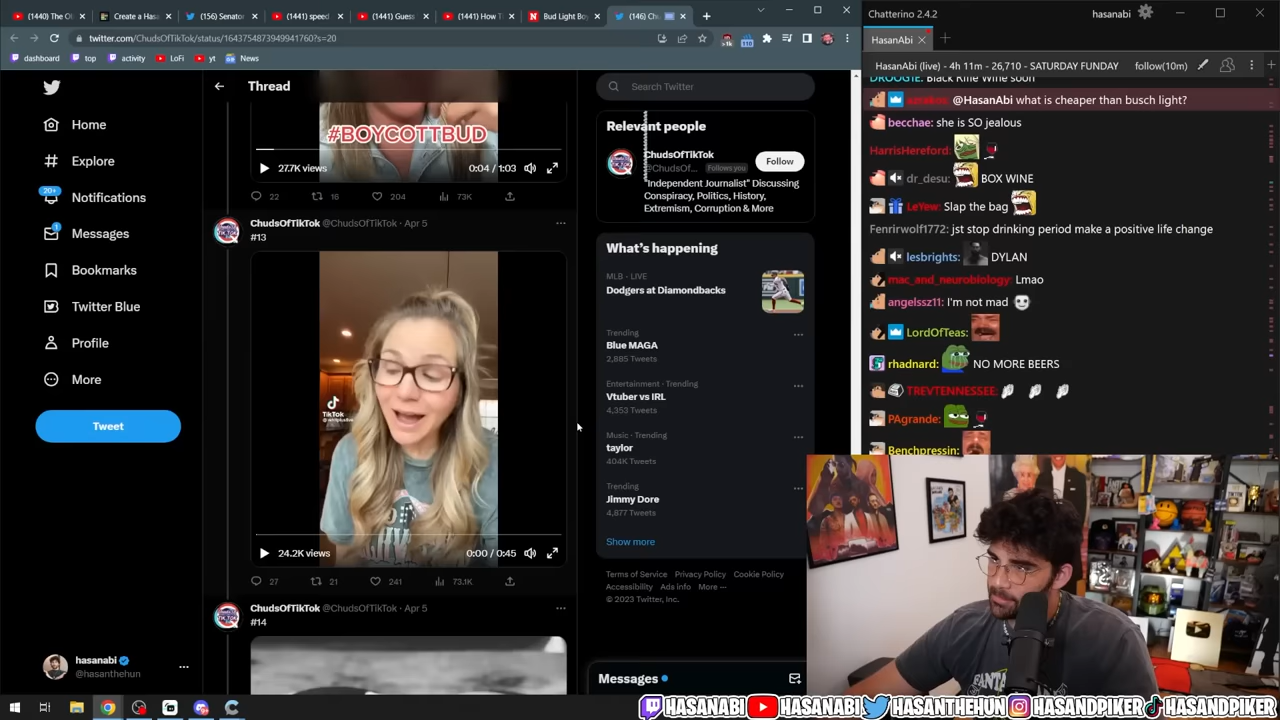 (1440) The O
Create a Hasa
(156) Senator
(1441) speed
(1441) Guess
(1441) How T
Bud Light Bo
(146) Ch
twitter.com/ChudsOfTikTok/status/1643754873949941760?s=20
dashboard
top
activity
LoFi
yt
News
Home
Explore
20+
Notifications
Messages
Bookmarks
Twitter Blue
Profile
More
Tweet
hasanabi
@hasanthehun
Thread
#BOYCOTTBUD
27.7K views
0:04 / 1:03
22
16
204
73K
ChudsOfTikTok @ChudsOfTikTok · Apr 5
#13
TikTok
24.2K views
0:00 / 0:45
27
21
241
73.1K
ChudsOfTikTok @ChudsOfTikTok · Apr 5
#14
Search Twitter
Relevant people
ChudsOfTikTok
@ChudsOf... Follows you
Follow
"Independent Journalist" Discussing
Conspiracy, Politics, History,
Extremism, Corruption & More
What's happening
MLB · LIVE
Dodgers at Diamondbacks
Trending
Blue MAGA
2,885 Tweets
Entertainment · Trending
Vtuber vs IRL
4,353 Tweets
Music · Trending
taylor
404K Tweets
Trending
Jimmy Dore
4,877 Tweets
Show more
Terms of Service Privacy Policy Cookie Policy
Accessibility Ads info More ···
© 2023 Twitter, Inc.
Messages
Chatterino 2.4.2
hasanabi
HasanAbi
HasanAbi (live) - 4h 11m - 26,710 - SATURDAY FUNDAY
follow(10m)
DROOGIE: Black Rifle Wine soon
@HasanAbi what is cheaper than busch light?
becchae: she is SO jealous
HarrisHereford:
dr_desu: BOX WINE
LeYew: Slap the bag
Fenrirwolf1772: jst stop drinking period make a positive life change
lesbrights: DYLAN
mac_and_neurobiology: Lmao
angelssz11: I'm not mad
LordOfTeas:
rhadnard: NO MORE BEERS
TREVTENNESSEE:
PAgrande:
Benchpressin:
HASANABI HASANABI HASANTHEHUN HASANDPIKER HASANDPIKER